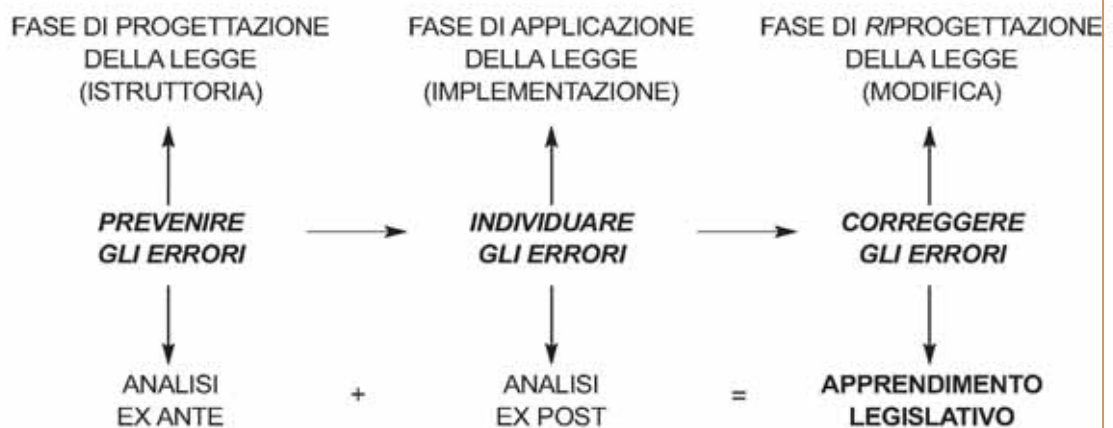 FASE DI PROGETTAZIONE
DELLA LEGGE
(ISTRUTTORIA)
FASE DI APPLICAZIONE
DELLA LEGGE
(IMPLEMENTAZIONE)
FASE DI RIPROGETTAZIONE
DELLA LEGGE
(MODIFICA)
PREVENIRE
GLI ERRORI
INDIVIDUARE
GLI ERRORI
CORREGGERE
GLI ERRORI
ANALISI
EX ANTE
+
ANALISI
EX POST
=
APPRENDIMENTO
LEGISLATIVO